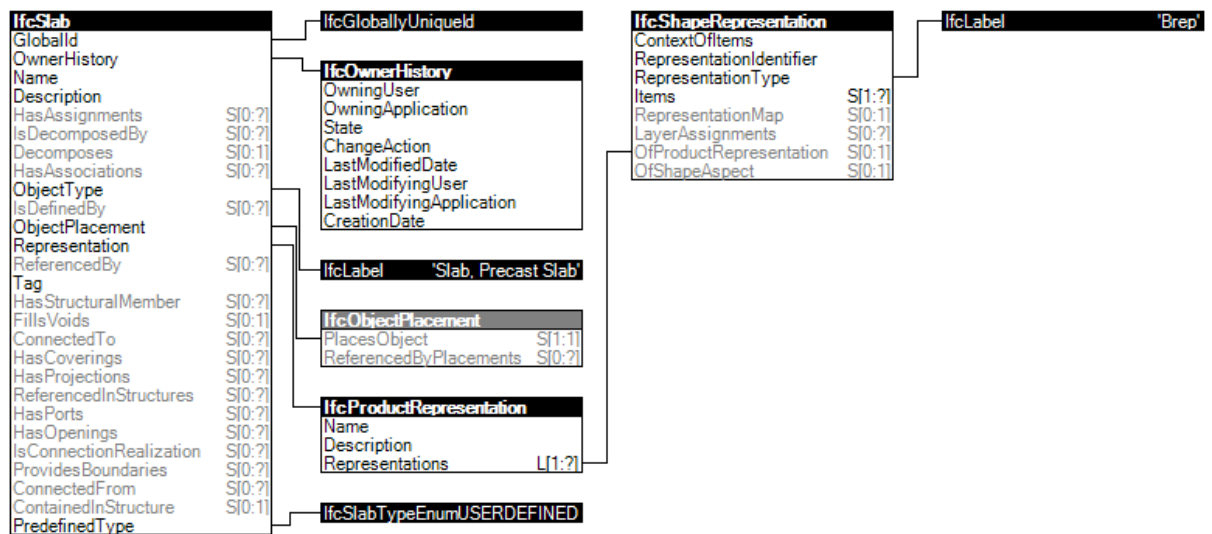 IfcSlab
GlobalId
OwnerHistory
Name
Description
HasAssignments S[0:?]
IsDecomposedBy S[0:?]
Decomposes S[0:1]
HasAssociations S[0:?]
ObjectType
IsDefinedBy S[0:?]
ObjectPlacement
Representation
ReferencedBy S[0:?]
Tag
HasStructuralMember S[0:?]
FillsVoids S[0:1]
ConnectedTo S[0:?]
HasCoverings S[0:?]
HasProjections S[0:?]
ReferencedInStructures S[0:?]
HasPorts S[0:?]
HasOpenings S[0:?]
IsConnectionRealization S[0:?]
ProvidesBoundaries S[0:?]
ConnectedFrom S[0:?]
ContainedInStructure S[0:1]
PredefinedType
IfcGloballyUniqueId
IfcOwnerHistory
OwningUser
OwningApplication
State
ChangeAction
LastModifiedDate
LastModifyingUser
LastModifyingApplication
CreationDate
IfcLabel 'Slab, Precast Slab'
IfcObjectPlacement
PlacesObject S[1:1]
ReferencedByPlacements S[0:?]
IfcProductRepresentation
Name
Description
Representations L[1:?]
IfcSlabTypeEnumUSERDEFINED
IfcShapeRepresentation
ContextOfItems
RepresentationIdentifier
RepresentationType
Items S[1:?]
RepresentationMap S[0:1]
LayerAssignments S[0:?]
OfProductRepresentation S[0:1]
OfShapeAspect S[0:1]
IfcLabel 'Brep'